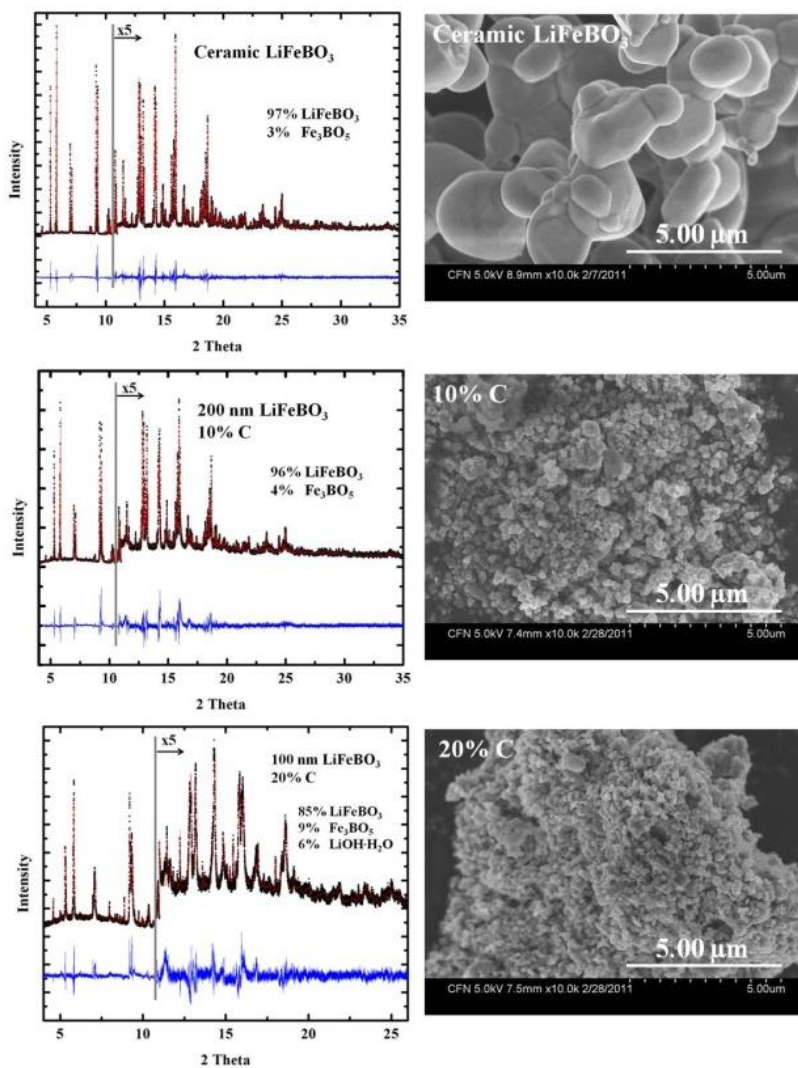 x5
Ceramic LiFeBO₃
97% LiFeBO₃
3% Fe₃BO₅
Intensity
5 10 15 20 25 30 35
2 Theta
Ceramic LiFeBO₃
5.00 µm
CFN 5.0kV 8.9mm x10.0k 2/7/2011 5.00um
x5
200 nm LiFeBO₃
10% C
96% LiFeBO₃
4% Fe₃BO₅
Intensity
5 10 15 20 25 30 35
2 Theta
10% C
5.00 µm
CFN 5.0kV 7.4mm x10.0k 2/28/2011 5.00um
x5
100 nm LiFeBO₃
20% C
85% LiFeBO₃
9% Fe₃BO₅
6% LiOH·H₂O
Intensity
5 10 15 20 25
2 Theta
20% C
5.00 µm
CFN 5.0kV 7.5mm x10.0k 2/28/2011 5.00um